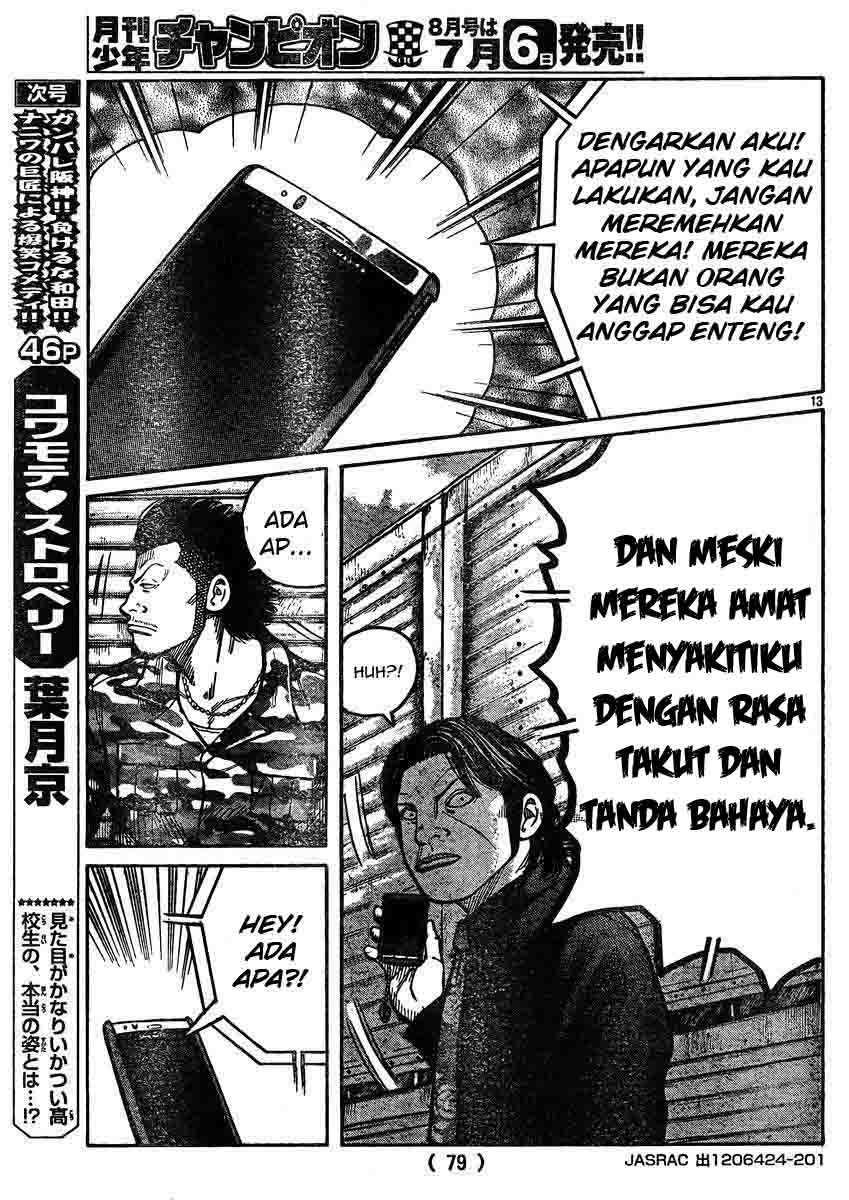 月刊
少年
チャンピオン
8月号は
7月6日発売!!
次号
ガンバレ阪神!!負けるな和田!!
ナニワの巨匠による爆笑コメディ!!
46P
コワモテ♥ストロベリー
葉月京
見た目がかなりいかつい高
校生の、本当の姿とは…!?
DENGARKAN AKU!
APAPUN YANG KAU
LAKUKAN, JANGAN
MEREMEHKAN
MEREKA! MEREKA
BUKAN ORANG
YANG BISA KAU
ANGGAP ENTENG!
13
ADA
AP...
DAN MESKI
MEREKA AMAT
MENYAKITIKU
DENGAN RASA
TAKUT DAN
TANDA BAHAYA.
HUH?!
HEY!
ADA
APA?!
( 79 )
JASRAC 出1206424-201